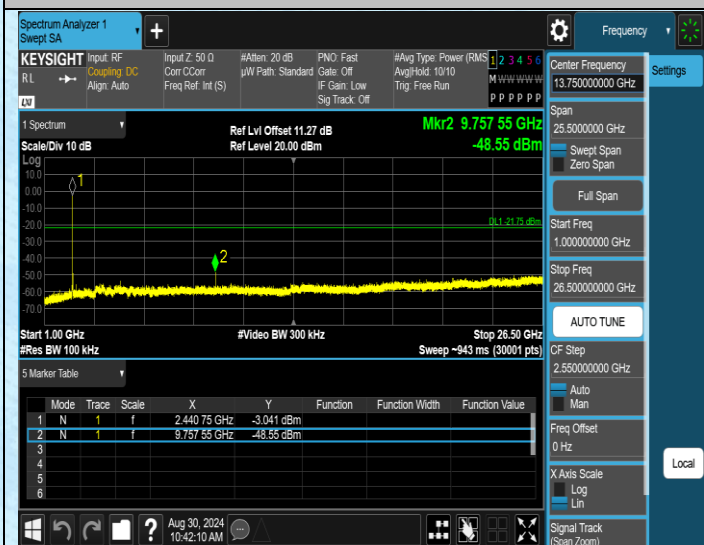 Spectrum Analyzer 1
Swept SA
+
Frequency
KEYSIGHT
RL
LXI
Input: RF
Coupling: DC
Align: Auto
Input Z: 50 Ω
Corr CCorr
Freq Ref: Int (S)
#Atten: 20 dB
µW Path: Standard
PNO: Fast
Gate: Off
IF Gain: Low
Sig Track: Off
#Avg Type: Power (RMS
Avg|Hold: 10/10
Trig: Free Run
1 2 3 4 5 6
M W W W W W
P P P P P P
Center Frequency
13.750000000 GHz
Settings
1 Spectrum
Scale/Div 10 dB
Ref Lvl Offset 11.27 dB
Ref Level 20.00 dBm
Mkr2 9.757 55 GHz
-48.55 dBm
Span
25.5000000 GHz
Swept Span
Zero Span
Full Span
Start Freq
1.000000000 GHz
Stop Freq
26.500000000 GHz
AUTO TUNE
CF Step
2.550000000 GHz
Auto
Man
Freq Offset
0 Hz
X Axis Scale
Log
Lin
Signal Track
(Span Zoom)
Local
Log
10.0
0.00
-10.0
-20.0
-30.0
-40.0
-50.0
-60.0
-70.0
1
2
DL1 -21.75 dBm
Start 1.00 GHz
#Res BW 100 kHz
#Video BW 300 kHz
Stop 26.50 GHz
Sweep ~943 ms (30001 pts)
5 Marker Table
Mode Trace Scale X Y Function Function Width Function Value
1 N 1 f 2.440 75 GHz -3.041 dBm
2 N 1 f 9.757 55 GHz -48.55 dBm
3
4
5
6
?
Aug 30, 2024
10:42:10 AM